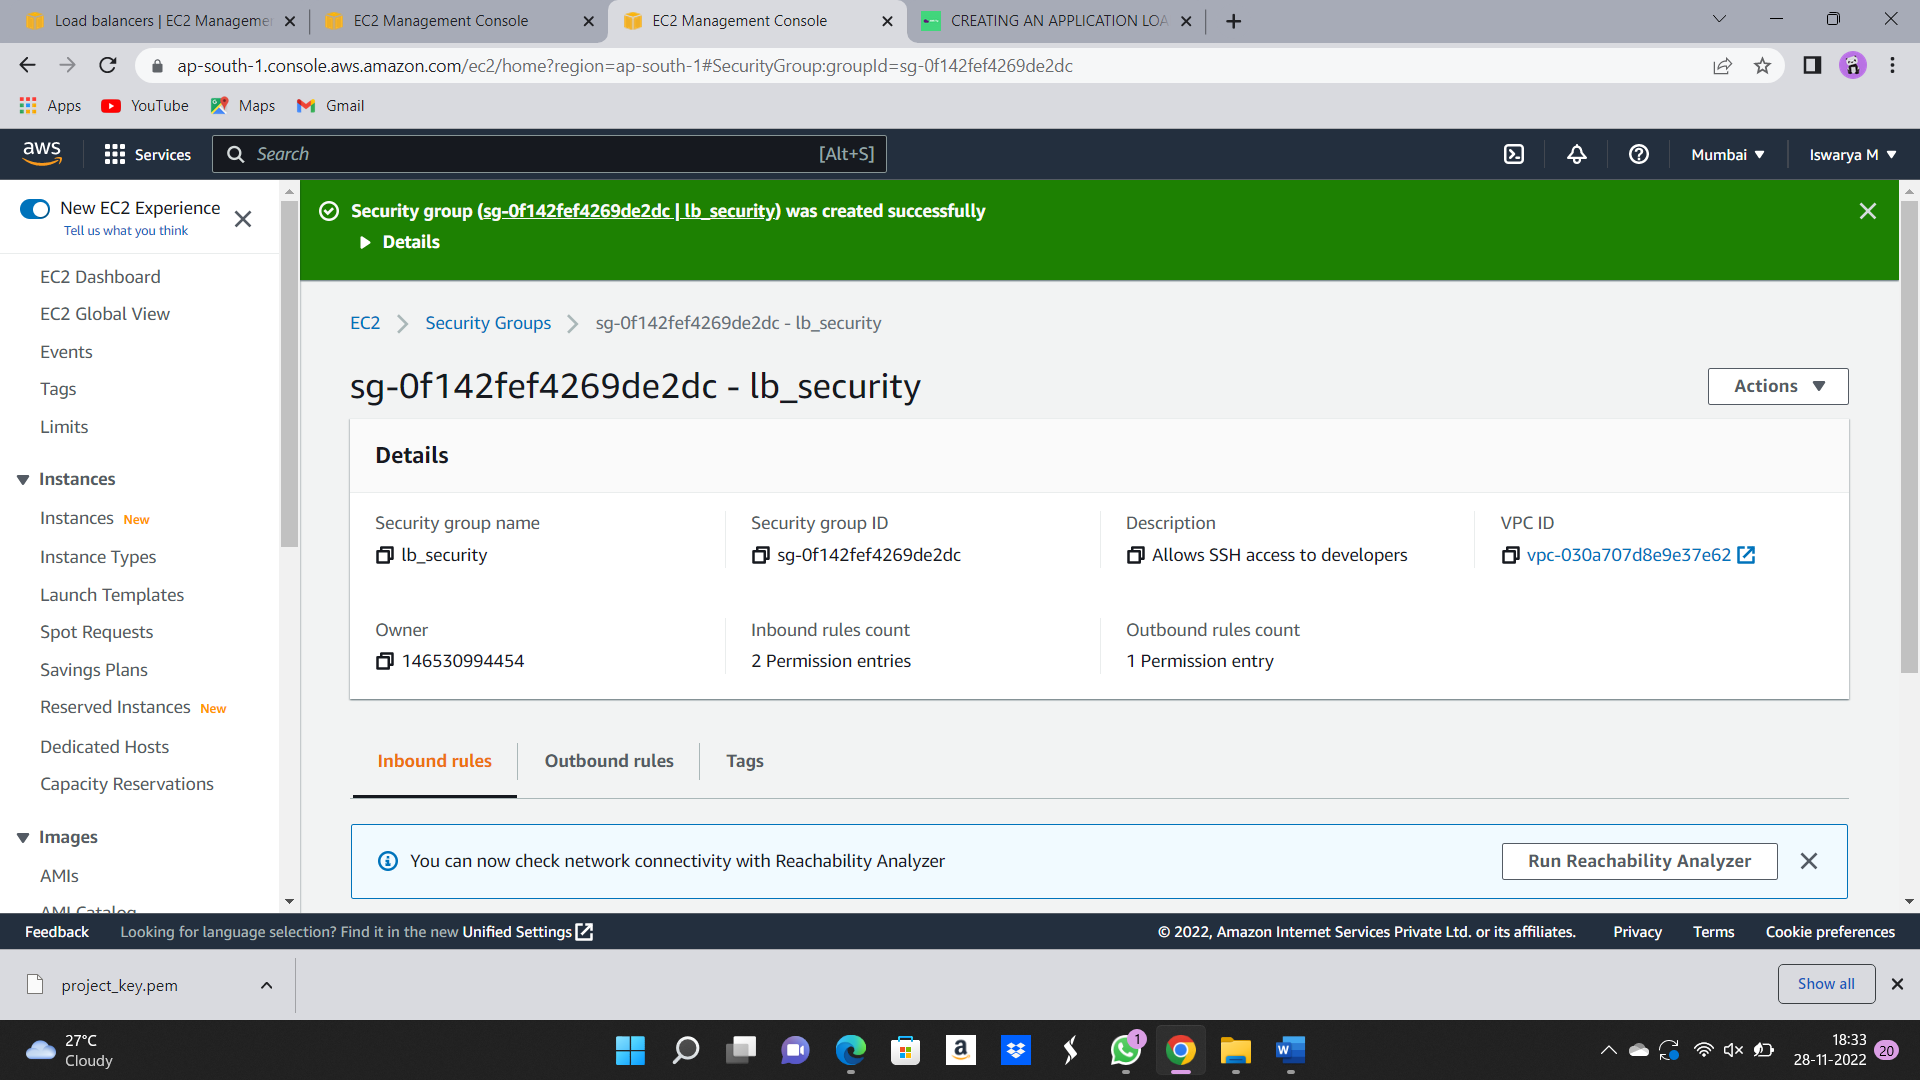 Load balancers | EC2 Manageme
EC2 Management Console
EC2 Management Console
CREATING AN APPLICATION LOA
ap-south-1.console.aws.amazon.com/ec2/home?region=ap-south-1#SecurityGroup:groupId=sg-0f142fef4269de2dc
Apps YouTube Maps Gmail
aws Services Search [Alt+S] Mumbai Iswarya M
New EC2 Experience
Tell us what you think
EC2 Dashboard
EC2 Global View
Events
Tags
Limits
Instances
Instances New
Instance Types
Launch Templates
Spot Requests
Savings Plans
Reserved Instances New
Dedicated Hosts
Capacity Reservations
Images
AMIs
AMI Catalog
Security group (sg-0f142fef4269de2dc | lb_security) was created successfully
Details
EC2 Security Groups sg-0f142fef4269de2dc - lb_security
sg-0f142fef4269de2dc - lb_security
Actions
Details
Security group name
lb_security
Security group ID
sg-0f142fef4269de2dc
Description
Allows SSH access to developers
VPC ID
vpc-030a707d8e9e37e62
Owner
146530994454
Inbound rules count
2 Permission entries
Outbound rules count
1 Permission entry
Inbound rules Outbound rules Tags
You can now check network connectivity with Reachability Analyzer
Run Reachability Analyzer
Feedback Looking for language selection? Find it in the new Unified Settings © 2022, Amazon Internet Services Private Ltd. or its affiliates. Privacy Terms Cookie preferences
project_key.pem Show all
27°C
Cloudy
a
W
1
18:33
28-11-2022
20